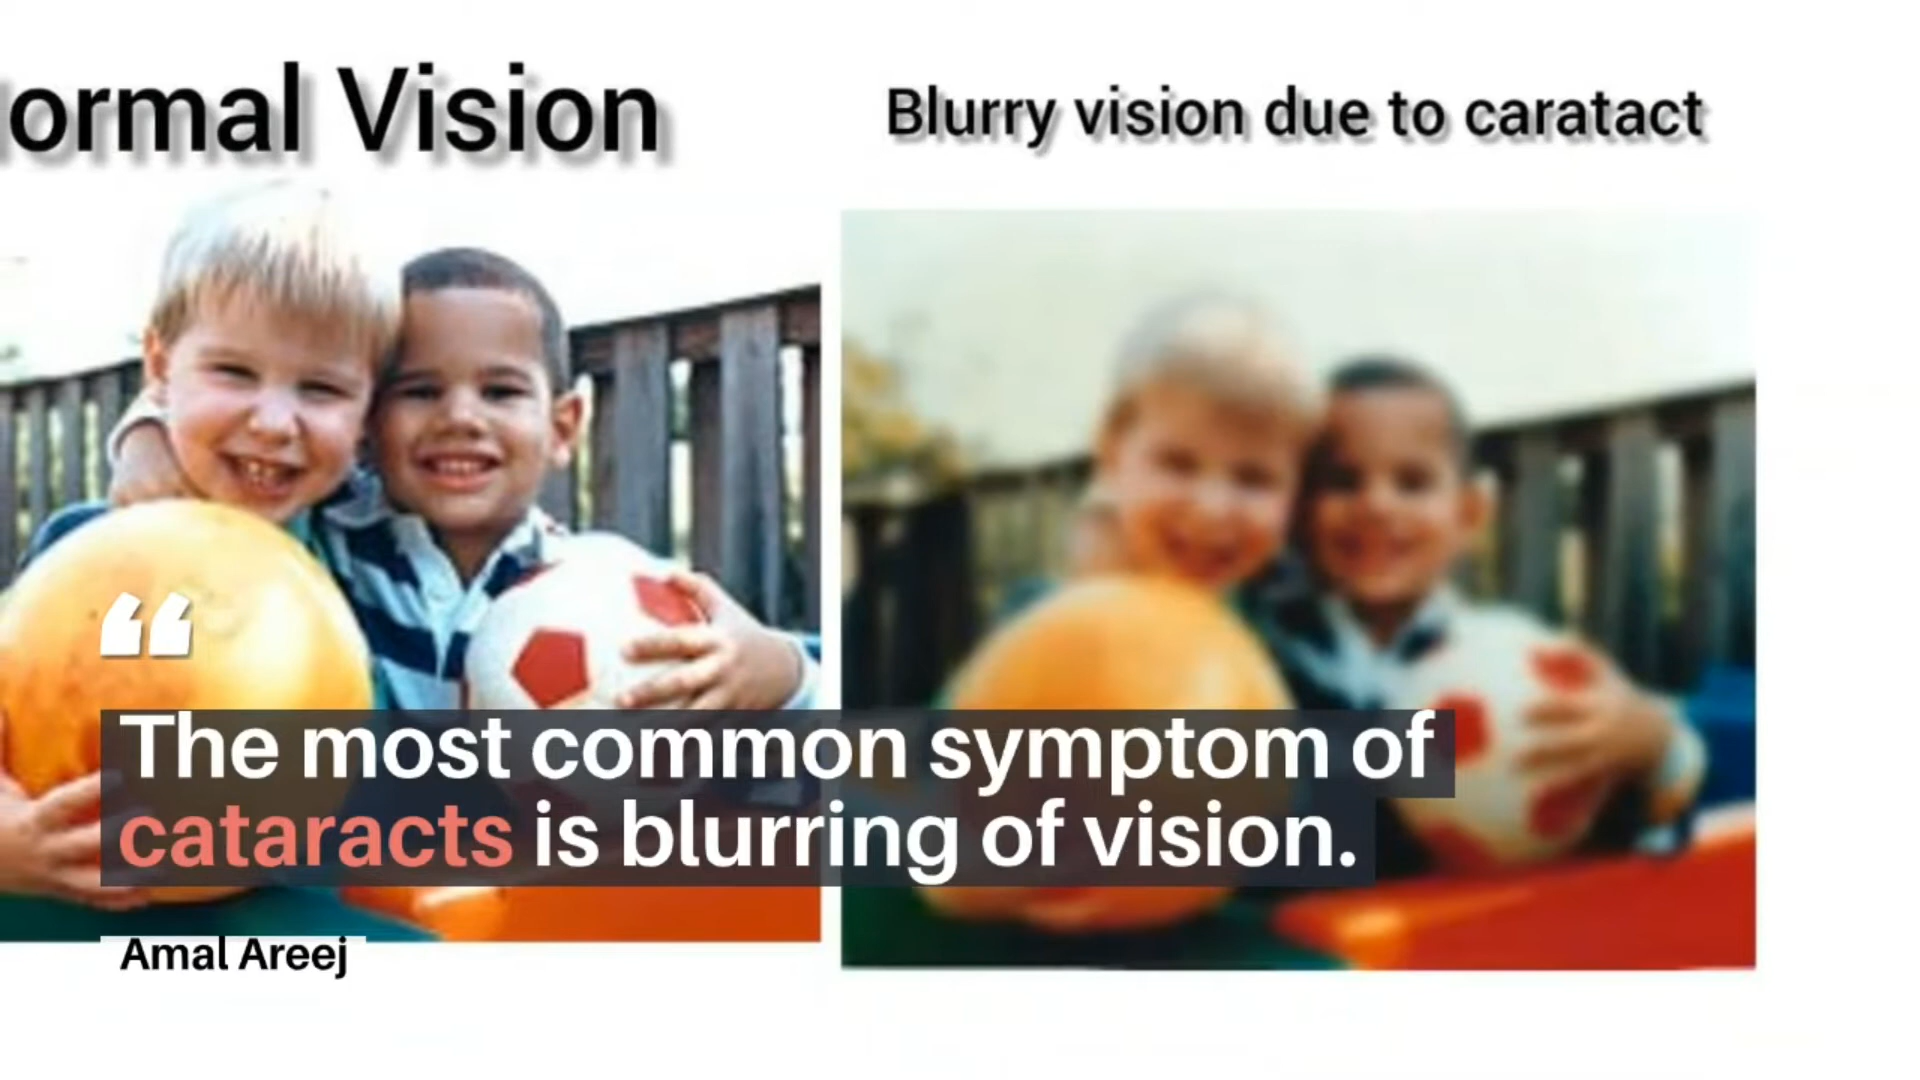 ormal Vision
Blurry vision due to caratact
“
The most common symptom of
cataracts is blurring of vision.
Amal Areej